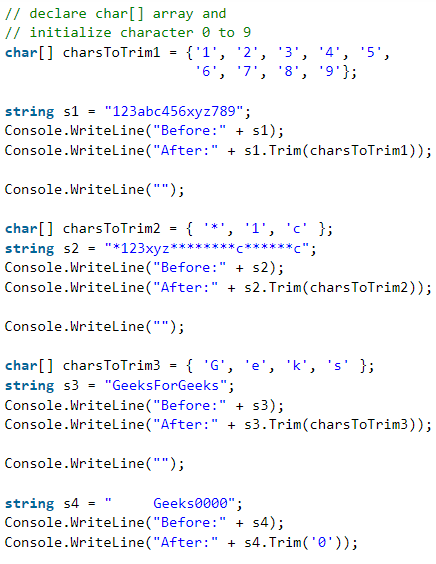 // declare char[] array and
// initialize character 0 to 9
char[] charsToTrim1 = {'1', '2', '3', '4', '5',
                       '6', '7', '8', '9'};

string s1 = "123abc456xyz789";
Console.WriteLine("Before:" + s1);
Console.WriteLine("After:" + s1.Trim(charsToTrim1));

Console.WriteLine("");

char[] charsToTrim2 = { '*', '1', 'c' };
string s2 = "*123xyz********c******c";
Console.WriteLine("Before:" + s2);
Console.WriteLine("After:" + s2.Trim(charsToTrim2));

Console.WriteLine("");

char[] charsToTrim3 = { 'G', 'e', 'k', 's' };
string s3 = "GeeksForGeeks";
Console.WriteLine("Before:" + s3);
Console.WriteLine("After:" + s3.Trim(charsToTrim3));

Console.WriteLine("");

string s4 = "     Geeks0000";
Console.WriteLine("Before:" + s4);
Console.WriteLine("After:" + s4.Trim('0'));